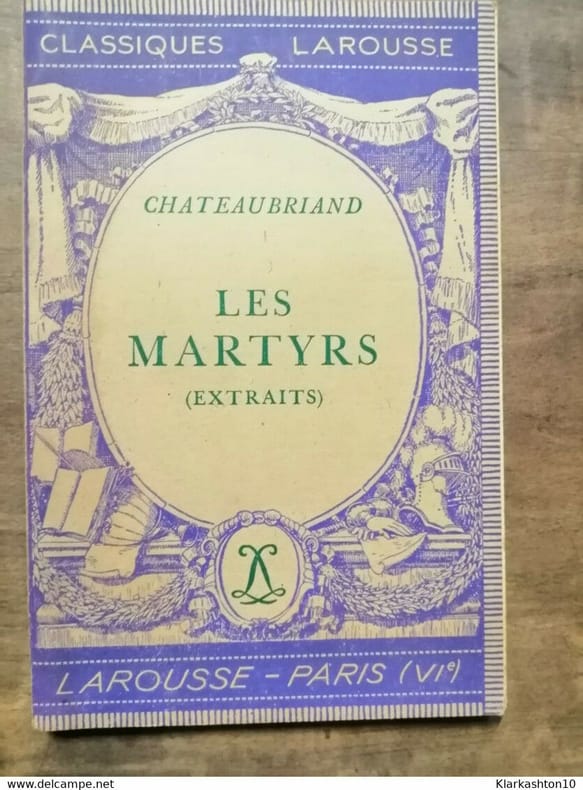 CLASSIQUES LAROUSSE
CHATEAUBRIAND
LES
MARTYRS
(EXTRAITS)
LAROUSSE - PARIS (VIe)
www.delcampe.net
Klarkashton10